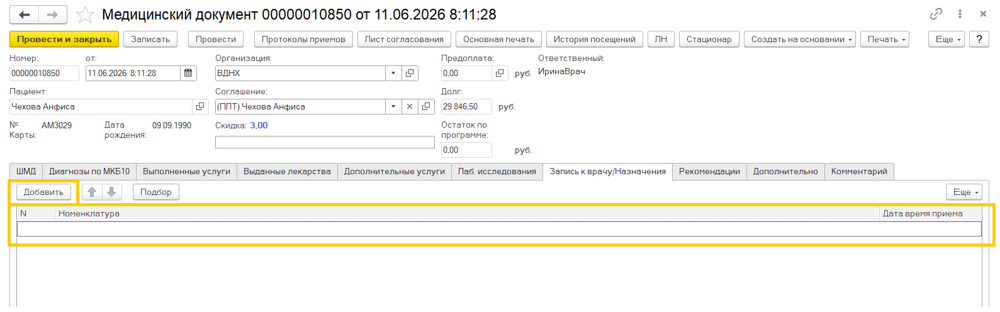 Медицинский документ 00000010850 от 11.06.2026 8:11:28
Провести и закрыть Записать Провести Протоколы приемов Лист согласования Основная печать История посещений ЛН Стационар Создать на основании Печать Еще ?
Номер: от: Организация: Предоплата: Ответственный:
00000010850 11.06.2026 8:11:28 ВДНХ 0,00 руб. ИринаВрач
Пациент: Соглашение: Долг:
Чехова Анфиса (ПЛТ) Чехова Анфиса 29 846,50 руб.
№ Карты: АМ3029 Дата рождения: 09.09.1990 Скидка: 3,00 Остаток по программе:
0,00 руб.
ШМД Диагнозы по МКБ10 Выполненные услуги Выданные лекарства Дополнительные услуги Лаб. исследования Запись к врачу/Назначения Рекомендации Дополнительно Комментарий
Добавить Подбор Еще
N Номенклатура Дата время приема